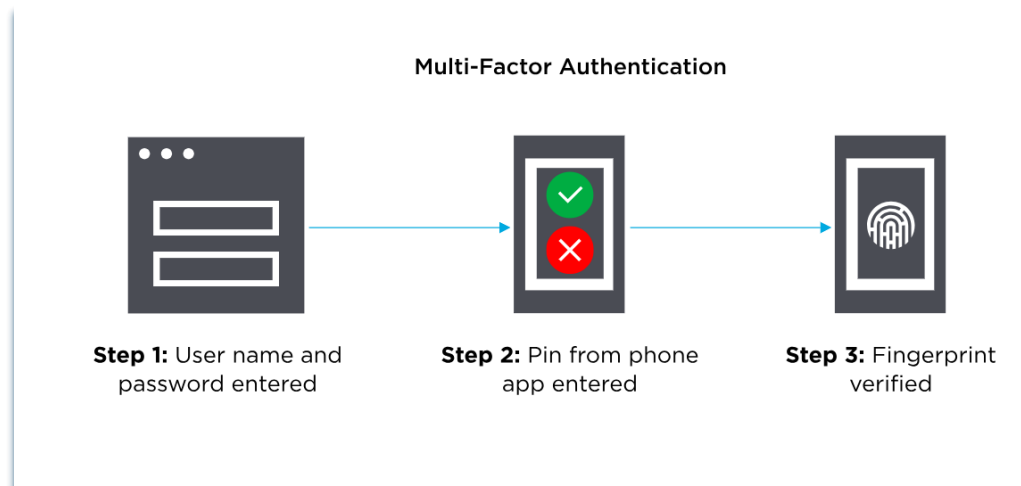 Multi-Factor Authentication
Step 1: User name and
password entered
Step 2: Pin from phone
app entered
Step 3: Fingerprint
verified